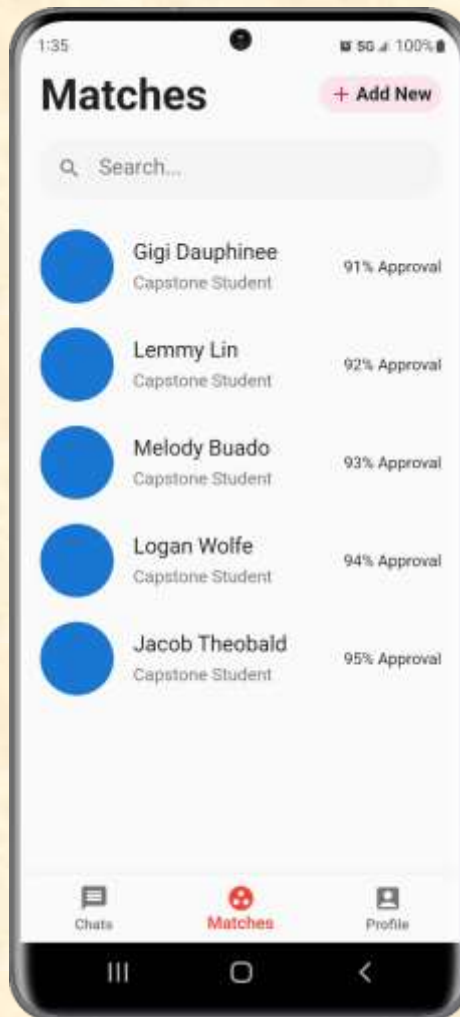 1:35
5G 100%
Matches
+ Add New
Search...
Gigi Dauphinee
Capstone Student
91% Approval
Lemmy Lin
Capstone Student
92% Approval
Melody Buado
Capstone Student
93% Approval
Logan Wolfe
Capstone Student
94% Approval
Jacob Theobald
Capstone Student
95% Approval
Chats
Matches
Profile